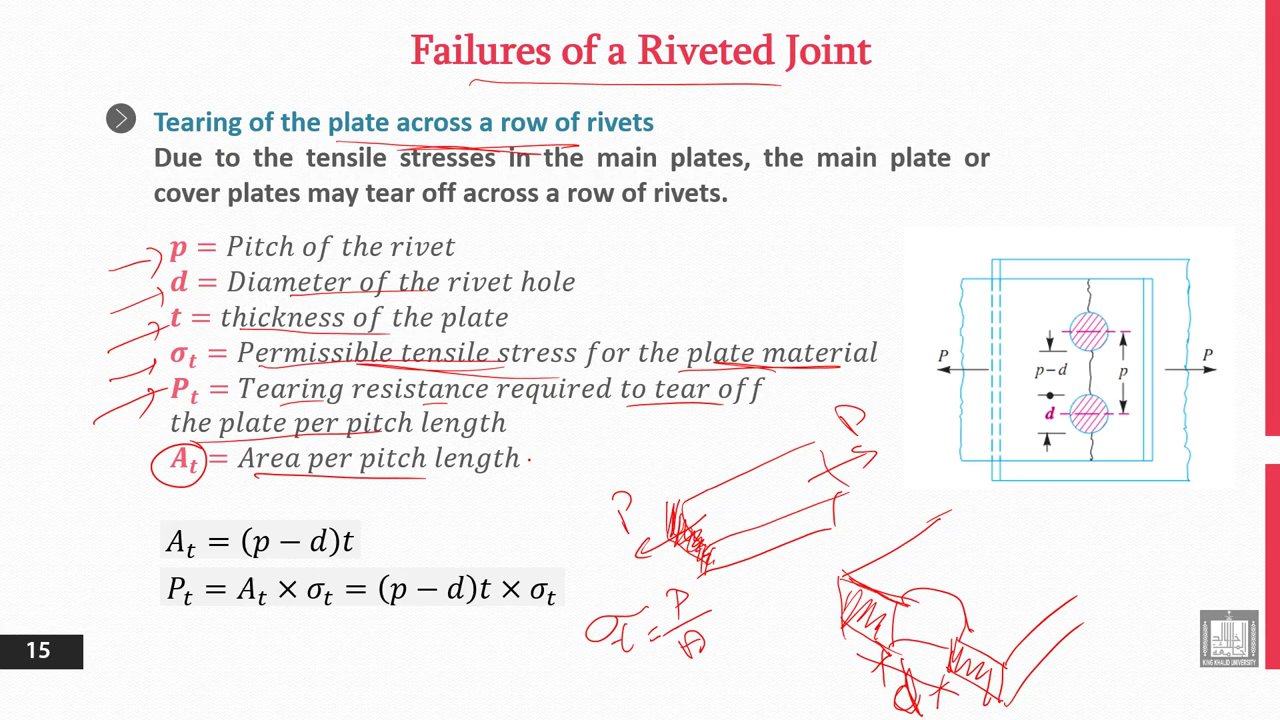 Failures of a Riveted Joint
Tearing of the plate across a row of rivets
Due to the tensile stresses in the main plates, the main plate or
cover plates may tear off across a row of rivets.
p = Pitch of the rivet
d = Diameter of the rivet hole
t = thickness of the plate
σₜ = Permissible tensile stress for the plate material
Pₜ = Tearing resistance required to tear off
the plate per pitch length
Aₜ = Area per pitch length
Aₜ = (p − d)t
Pₜ = Aₜ × σₜ = (p − d)t × σₜ
P
P
p−d
p
d
P
P
σₜ = P/A
d
15
KING KHALID UNIVERSITY